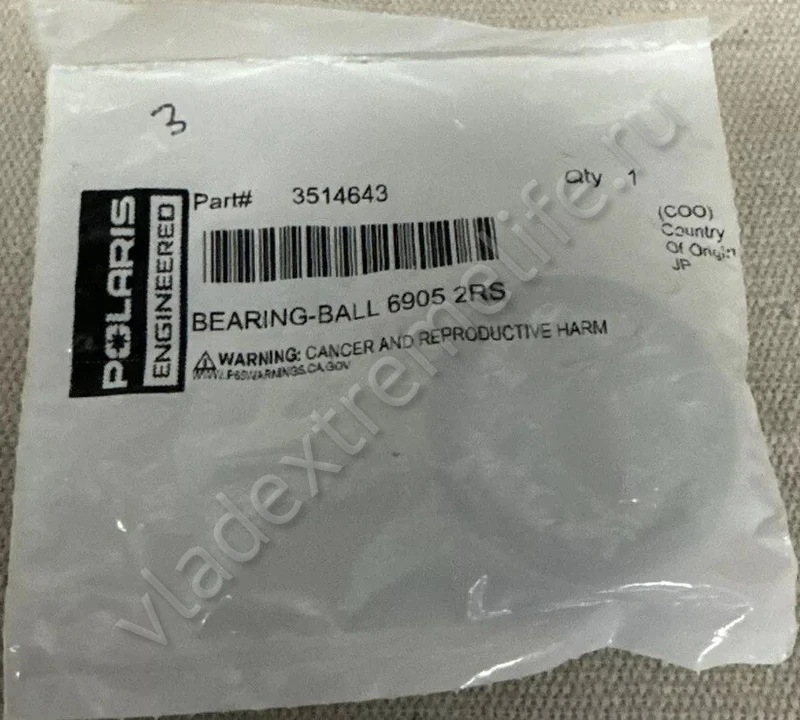 3
Part# 3514643
Qty 1
(COO)
Country
Of Origin
JP
POLARIS
ENGINEERED
BEARING-BALL 6905 2RS
WARNING: CANCER AND REPRODUCTIVE HARM
WWW.P65WARNINGS.CA.GOV
vladextremelife.ru